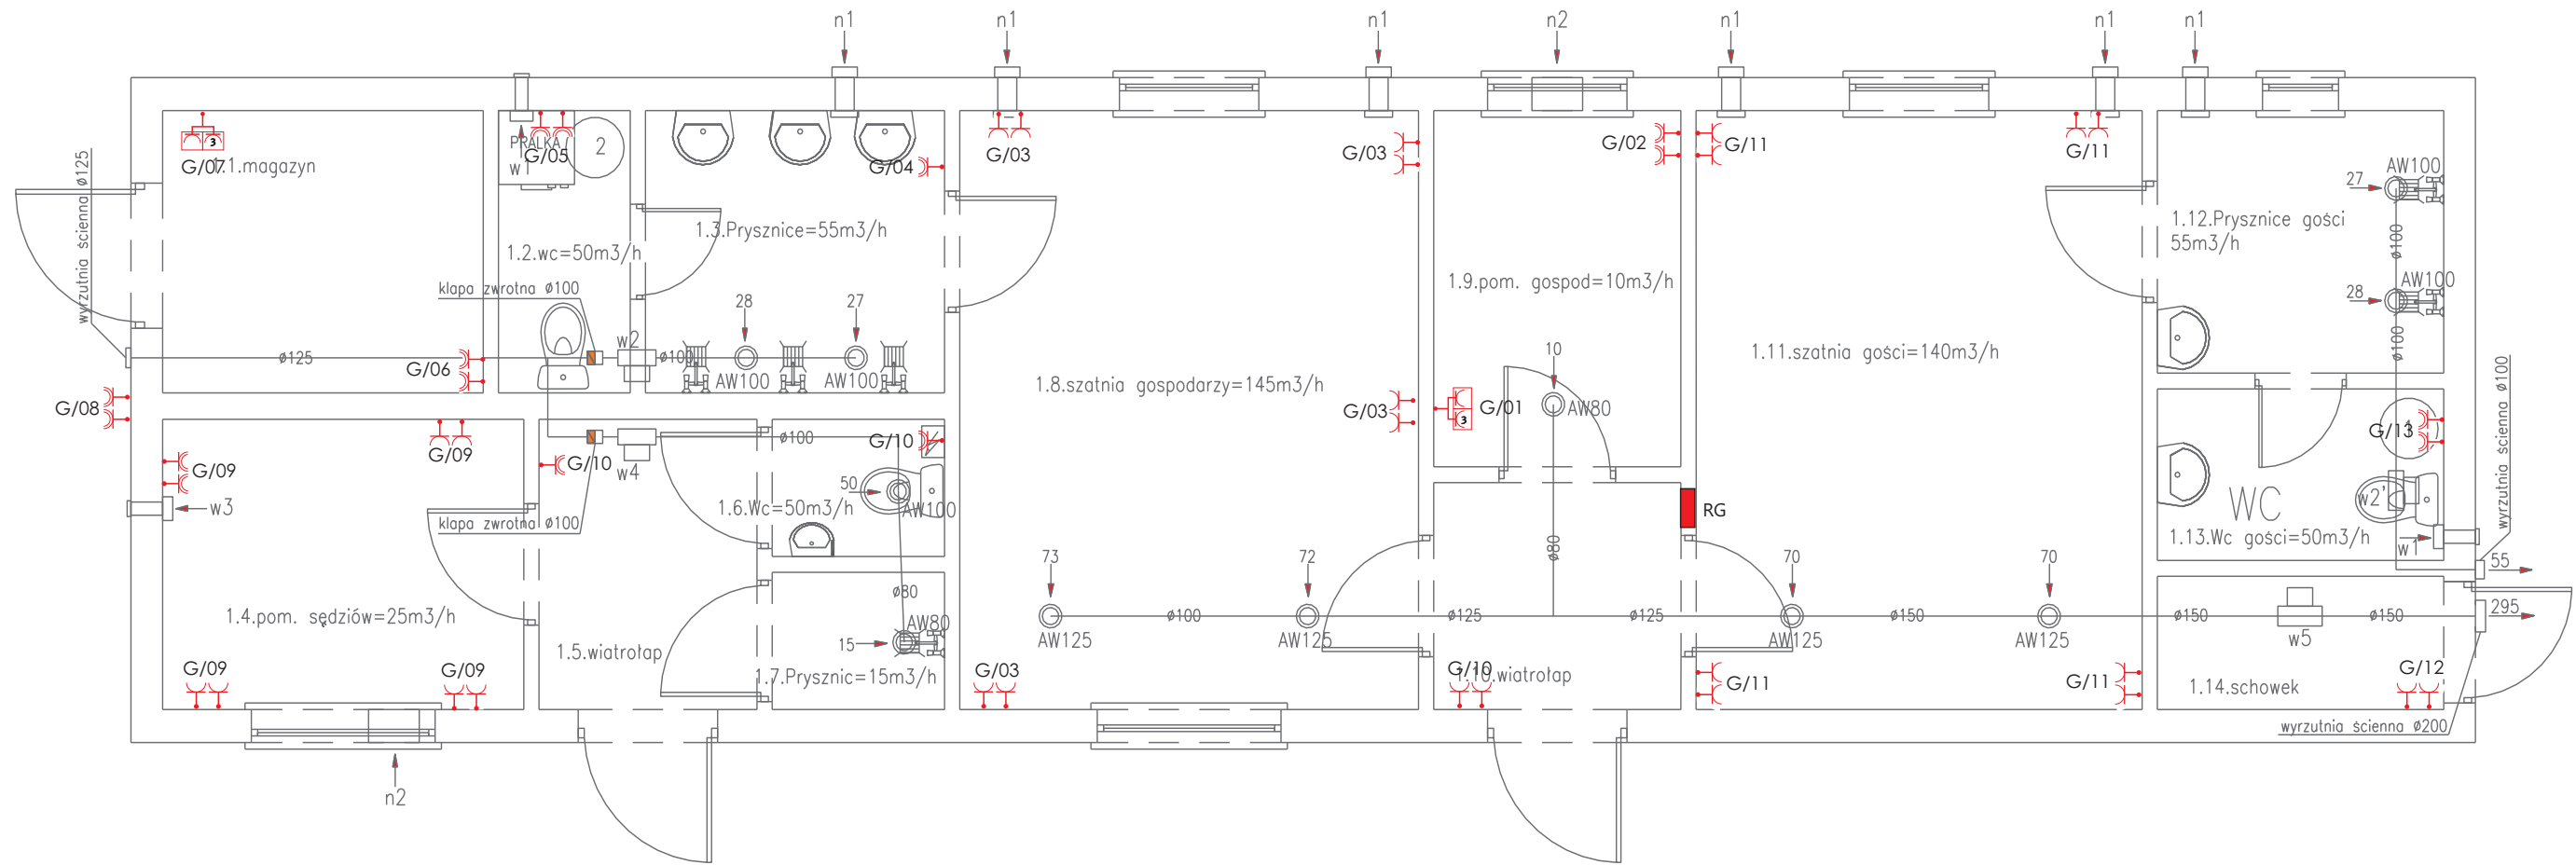 n1
n1
n1
n2
n1
n1
n1
wyrzutnia ścienna ø125
3
G/07
1.1.magazyn
PRALKA
G/05
w1
2
G/04
G/03
G/03
G/02
G/11
G/11
AW100
27
1.2.wc=50m3/h
1.3.Prysznice=55m3/h
1.12.Prysznice gości
55m3/h
ø100
AW100
28
klapa zwrotna ø100
28
27
1.9.pom. gospod=10m3/h
ø125
G/06
w2
ø100
AW100
AW100
1.8.szatnia gospodarzy=145m3/h
10
1.11.szatnia gości=140m3/h
ø100
wyrzutnia ścienna ø100
G/08
G/03
G/01
3
AW80
G/09
G/09
G/10
w4
ø100
G/10
G/13
w3
klapa zwrotna ø100
50
AW100
1.6.Wc=50m3/h
RG
WC
w2'
1.13.Wc gości=50m3/h
w1
55
73
72
ø80
70
70
1.4.pom. sędziów=25m3/h
ø80
AW80
15
ø100
ø125
ø125
ø150
ø150
ø150
295
AW125
AW125
AW125
AW125
w5
1.5.wiatrołap
1.7.Prysznic=15m3/h
G/09
G/09
G/03
G/10
1.10.wiatrołap
G/11
G/11
1.14.schowek
G/12
wyrzutnia ścienna ø200
n2